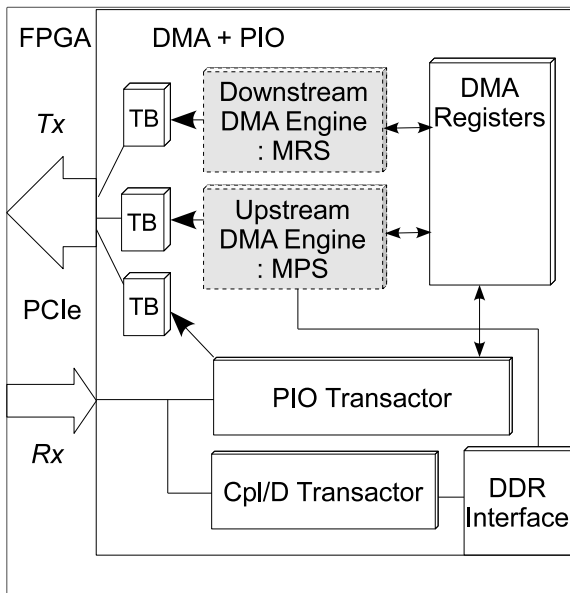 FPGA
DMA + PIO
Tx
TB
Downstream
DMA Engine
: MRS
DMA
Registers
TB
Upstream
DMA Engine
: MPS
TB
PCIe
PIO Transactor
Rx
Cpl/D Transactor
DDR
Interface